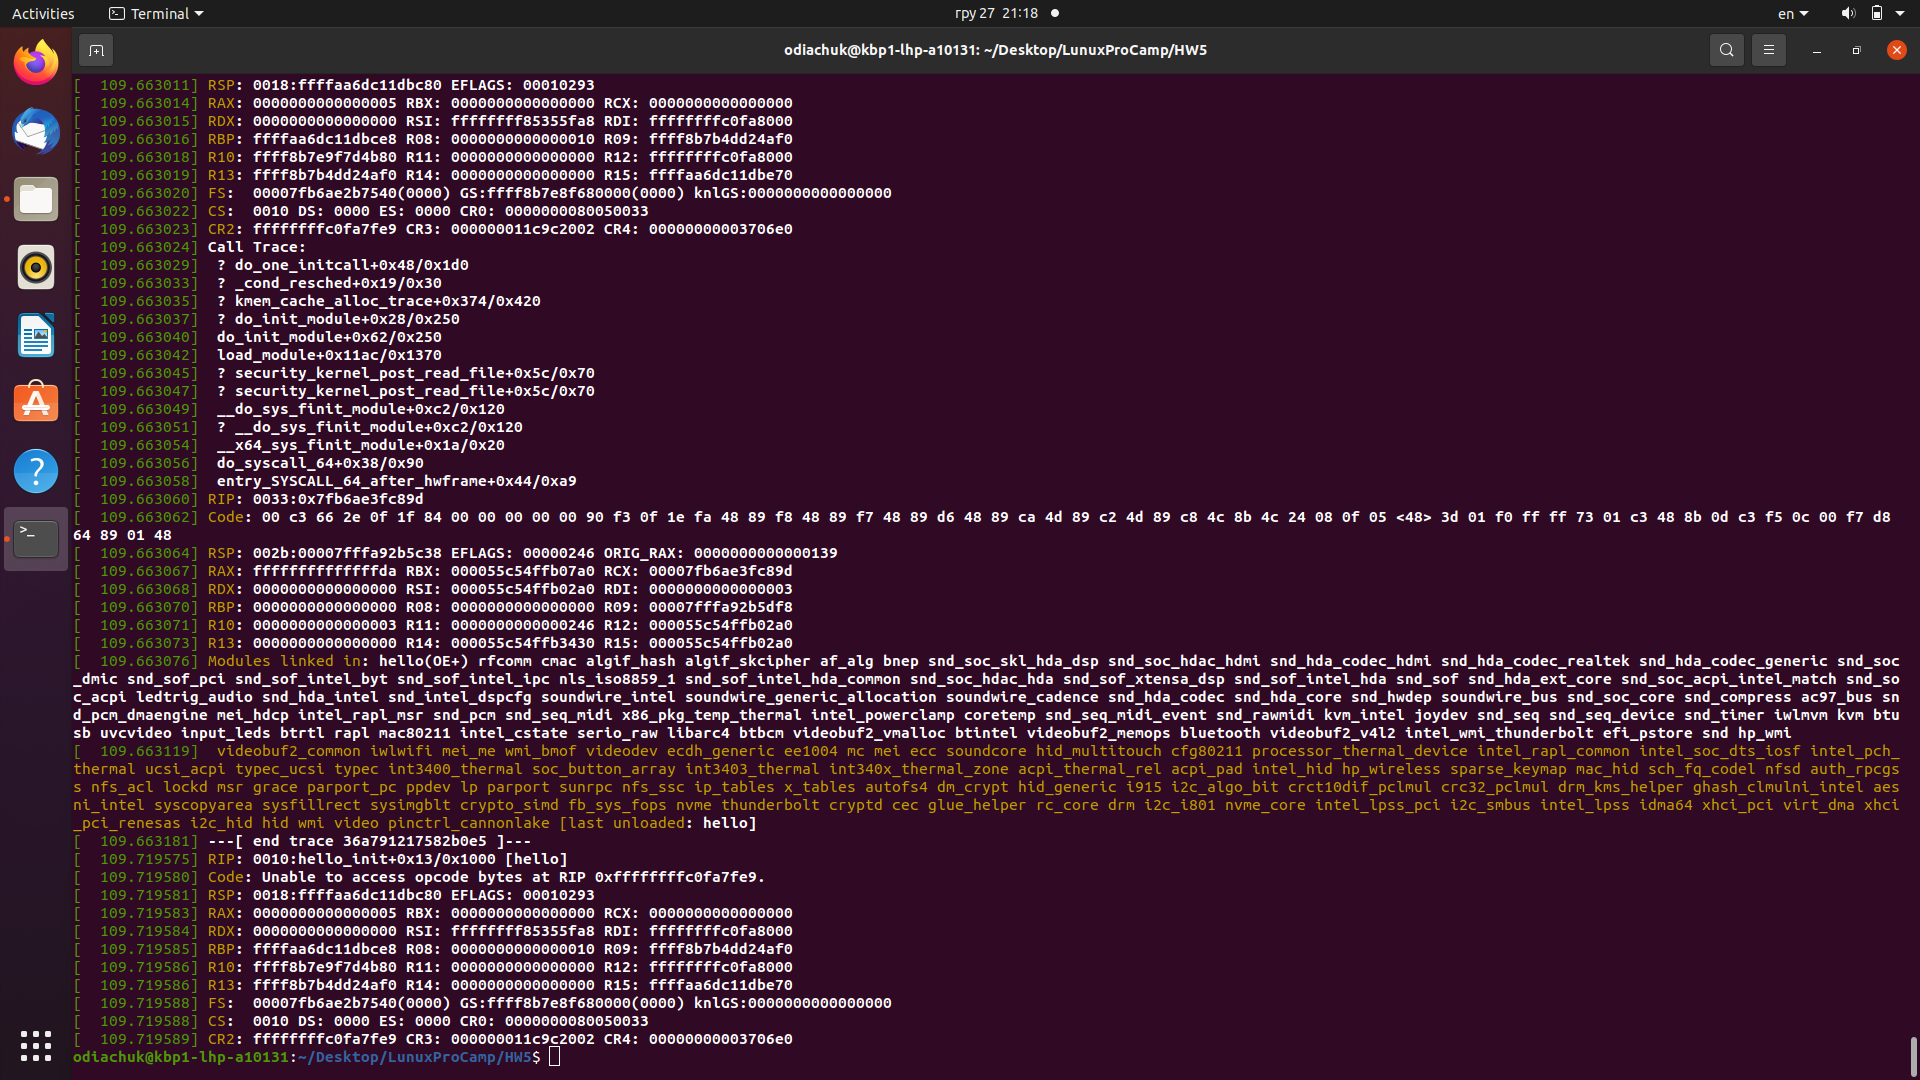 Activities
Terminal
гру 27 21:18
en
odiachuk@kbp1-lhp-a10131: ~/Desktop/LunuxProCamp/HW5
[  109.663011] RSP: 0018:ffffaa6dc11dbc80 EFLAGS: 00010293
[  109.663014] RAX: 0000000000000005 RBX: 0000000000000000 RCX: 0000000000000000
[  109.663015] RDX: 0000000000000000 RSI: ffffffff85355fa8 RDI: ffffffffc0fa8000
[  109.663016] RBP: ffffaa6dc11dbce8 R08: 0000000000000010 R09: ffff8b7b4dd24af0
[  109.663018] R10: ffff8b7e9f7d4b80 R11: 0000000000000000 R12: ffffffffc0fa8000
[  109.663019] R13: ffff8b7b4dd24af0 R14: 0000000000000000 R15: ffffaa6dc11dbe70
[  109.663020] FS:  00007fb6ae2b7540(0000) GS:ffff8b7e8f680000(0000) knlGS:0000000000000000
[  109.663022] CS:  0010 DS: 0000 ES: 0000 CR0: 0000000080050033
[  109.663023] CR2: ffffffffc0fa7fe9 CR3: 000000011c9c2002 CR4: 00000000003706e0
[  109.663024] Call Trace:
[  109.663029]  ? do_one_initcall+0x48/0x1d0
[  109.663033]  ? _cond_resched+0x19/0x30
[  109.663035]  ? kmem_cache_alloc_trace+0x374/0x420
[  109.663037]  ? do_init_module+0x28/0x250
[  109.663040]  do_init_module+0x62/0x250
[  109.663042]  load_module+0x11ac/0x1370
[  109.663045]  ? security_kernel_post_read_file+0x5c/0x70
[  109.663047]  ? security_kernel_post_read_file+0x5c/0x70
[  109.663049]  __do_sys_finit_module+0xc2/0x120
[  109.663051]  ? __do_sys_finit_module+0xc2/0x120
[  109.663054]  __x64_sys_finit_module+0x1a/0x20
[  109.663056]  do_syscall_64+0x38/0x90
[  109.663058]  entry_SYSCALL_64_after_hwframe+0x44/0xa9
[  109.663060] RIP: 0033:0x7fb6ae3fc89d
[  109.663062] Code: 00 c3 66 2e 0f 1f 84 00 00 00 00 00 90 f3 0f 1e fa 48 89 f8 48 89 f7 48 89 d6 48 89 ca 4d 89 c2 4d 89 c8 4c 8b 4c 24 08 0f 05 <48> 3d 01 f0 ff ff 73 01 c3 48 8b 0d c3 f5 0c 00 f7 d8
64 89 01 48
[  109.663064] RSP: 002b:00007fffa92b5c38 EFLAGS: 00000246 ORIG_RAX: 0000000000000139
[  109.663067] RAX: ffffffffffffffda RBX: 000055c54ffb07a0 RCX: 00007fb6ae3fc89d
[  109.663068] RDX: 0000000000000000 RSI: 000055c54ffb02a0 RDI: 0000000000000003
[  109.663070] RBP: 0000000000000000 R08: 0000000000000000 R09: 00007fffa92b5df8
[  109.663071] R10: 0000000000000003 R11: 0000000000000246 R12: 000055c54ffb02a0
[  109.663073] R13: 0000000000000000 R14: 000055c54ffb3430 R15: 000055c54ffb02a0
[  109.663076] Modules linked in: hello(OE+) rfcomm cmac algif_hash algif_skcipher af_alg bnep snd_soc_skl_hda_dsp snd_soc_hdac_hdmi snd_hda_codec_hdmi snd_hda_codec_realtek snd_hda_codec_generic snd_soc
_dmic snd_sof_pci snd_sof_intel_byt snd_sof_intel_ipc nls_iso8859_1 snd_sof_intel_hda_common snd_soc_hdac_hda snd_sof_xtensa_dsp snd_sof_intel_hda snd_sof snd_hda_ext_core snd_soc_acpi_intel_match snd_so
c_acpi ledtrig_audio snd_hda_intel snd_intel_dspcfg soundwire_intel soundwire_generic_allocation soundwire_cadence snd_hda_codec snd_hda_core snd_hwdep soundwire_bus snd_soc_core snd_compress ac97_bus sn
d_pcm_dmaengine mei_hdcp intel_rapl_msr snd_pcm snd_seq_midi x86_pkg_temp_thermal intel_powerclamp coretemp snd_seq_midi_event snd_rawmidi kvm_intel joydev snd_seq snd_seq_device snd_timer iwlmvm kvm btu
sb uvcvideo input_leds btrtl rapl mac80211 intel_cstate serio_raw libarc4 btbcm videobuf2_vmalloc btintel videobuf2_memops bluetooth videobuf2_v4l2 intel_wmi_thunderbolt efi_pstore snd hp_wmi
[  109.663119]  videobuf2_common iwlwifi mei_me wmi_bmof videodev ecdh_generic ee1004 mc mei ecc soundcore hid_multitouch cfg80211 processor_thermal_device intel_rapl_common intel_soc_dts_iosf intel_pch_
thermal ucsi_acpi typec_ucsi typec int3400_thermal soc_button_array int3403_thermal int340x_thermal_zone acpi_thermal_rel acpi_pad intel_hid hp_wireless sparse_keymap mac_hid sch_fq_codel nfsd auth_rpcgs
s nfs_acl lockd msr grace parport_pc ppdev lp parport sunrpc nfs_ssc ip_tables x_tables autofs4 dm_crypt hid_generic i915 i2c_algo_bit crct10dif_pclmul crc32_pclmul drm_kms_helper ghash_clmulni_intel aes
ni_intel syscopyarea sysfillrect sysimgblt crypto_simd fb_sys_fops nvme thunderbolt cryptd cec glue_helper rc_core drm i2c_i801 nvme_core intel_lpss_pci i2c_smbus intel_lpss idma64 xhci_pci virt_dma xhci
_pci_renesas i2c_hid hid wmi video pinctrl_cannonlake [last unloaded: hello]
[  109.663181] ---[ end trace 36a791217582b0e5 ]---
[  109.719575] RIP: 0010:hello_init+0x13/0x1000 [hello]
[  109.719580] Code: Unable to access opcode bytes at RIP 0xffffffffc0fa7fe9.
[  109.719581] RSP: 0018:ffffaa6dc11dbc80 EFLAGS: 00010293
[  109.719583] RAX: 0000000000000005 RBX: 0000000000000000 RCX: 0000000000000000
[  109.719584] RDX: 0000000000000000 RSI: ffffffff85355fa8 RDI: ffffffffc0fa8000
[  109.719585] RBP: ffffaa6dc11dbce8 R08: 0000000000000010 R09: ffff8b7b4dd24af0
[  109.719586] R10: ffff8b7e9f7d4b80 R11: 0000000000000000 R12: ffffffffc0fa8000
[  109.719586] R13: ffff8b7b4dd24af0 R14: 0000000000000000 R15: ffffaa6dc11dbe70
[  109.719588] FS:  00007fb6ae2b7540(0000) GS:ffff8b7e8f680000(0000) knlGS:0000000000000000
[  109.719588] CS:  0010 DS: 0000 ES: 0000 CR0: 0000000080050033
[  109.719589] CR2: ffffffffc0fa7fe9 CR3: 000000011c9c2002 CR4: 00000000003706e0
odiachuk@kbp1-lhp-a10131:~/Desktop/LunuxProCamp/HW5$